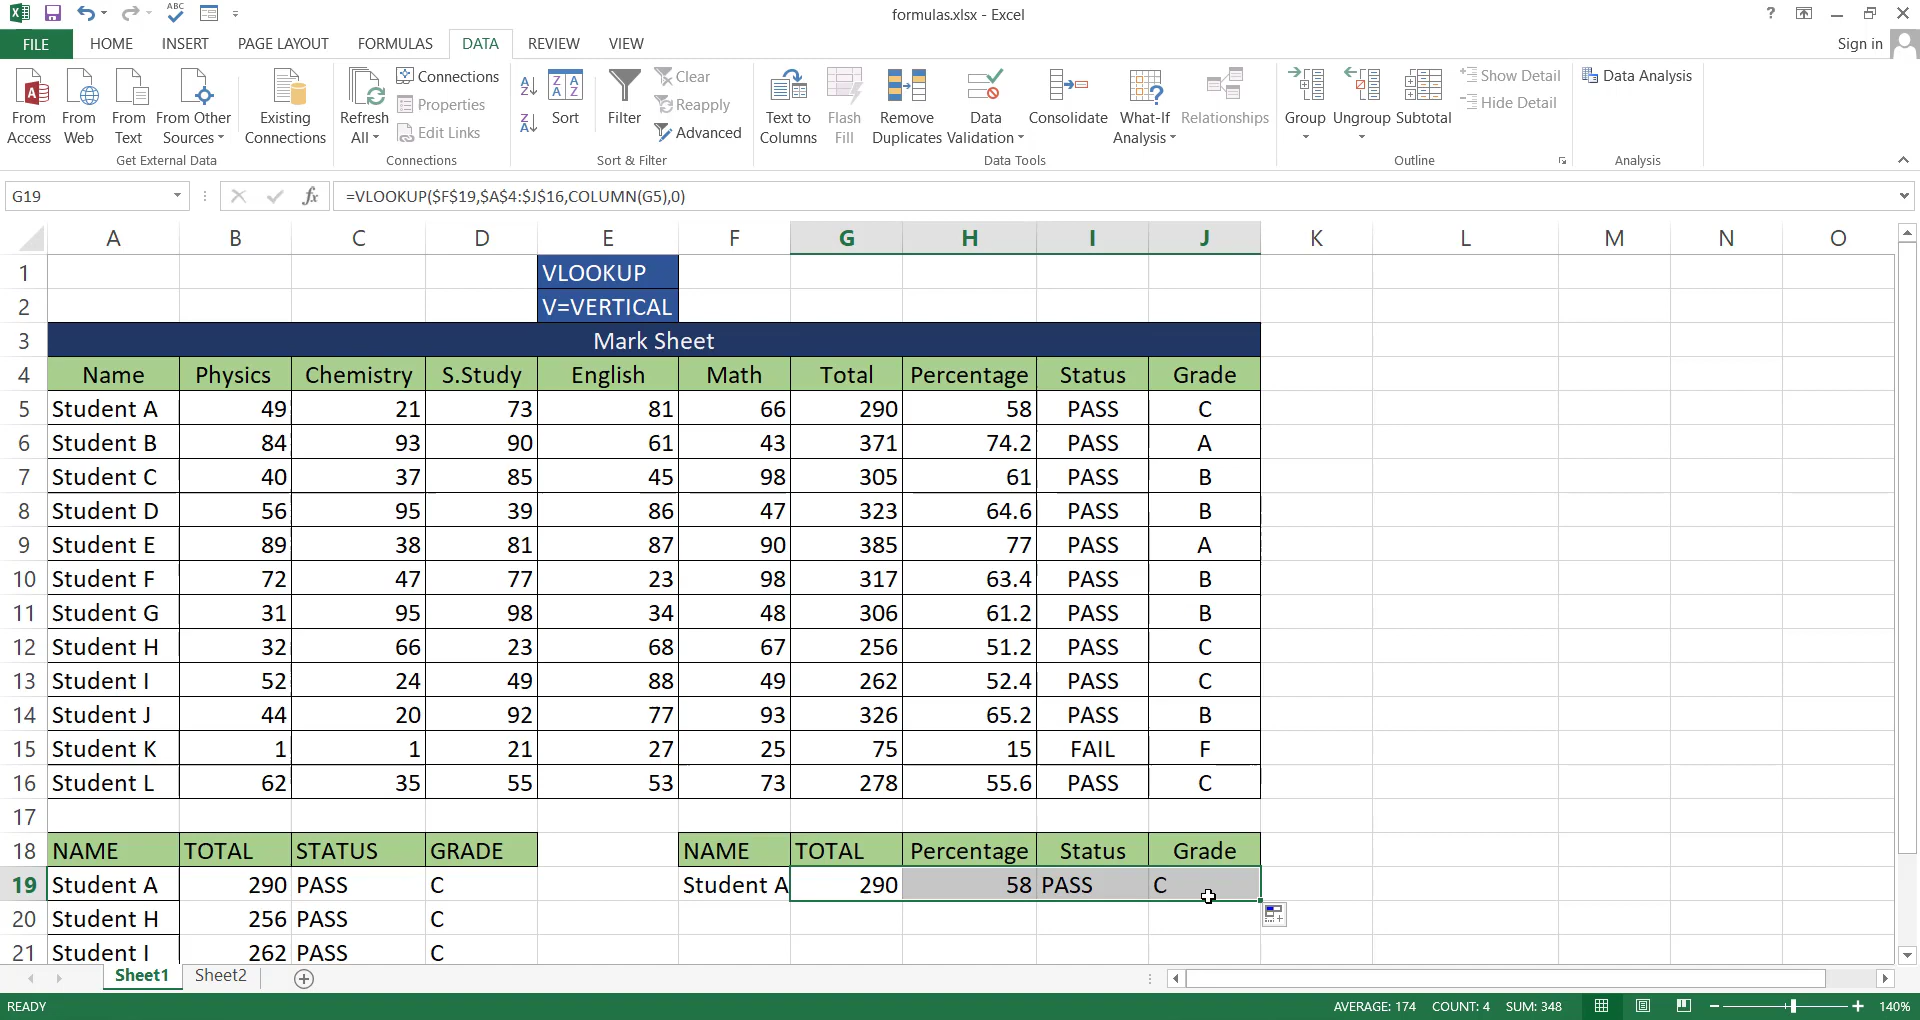 ABC
formulas.xlsx - Excel
?
FILE HOME INSERT PAGE LAYOUT FORMULAS DATA REVIEW VIEW Sign in
From Access From Web From Text From Other Sources Existing Connections
Get External Data
Refresh All Connections Properties Edit Links
Connections
Sort Filter Clear Reapply Advanced
Sort & Filter
Text to Columns Flash Fill Remove Duplicates Data Validation Consolidate What-If Analysis Relationships
Data Tools
Group Ungroup Subtotal Show Detail Hide Detail
Outline
Data Analysis
Analysis
G19 fx =VLOOKUP($F$19,$A$4:$J$16,COLUMN(G5),0)
A B C D E F G H I J K L M N O
1 VLOOKUP
2 V=VERTICAL
3 Mark Sheet
4 Name Physics Chemistry S.Study English Math Total Percentage Status Grade
5 Student A 49 21 73 81 66 290 58 PASS C
6 Student B 84 93 90 61 43 371 74.2 PASS A
7 Student C 40 37 85 45 98 305 61 PASS B
8 Student D 56 95 39 86 47 323 64.6 PASS B
9 Student E 89 38 81 87 90 385 77 PASS A
10 Student F 72 47 77 23 98 317 63.4 PASS B
11 Student G 31 95 98 34 48 306 61.2 PASS B
12 Student H 32 66 23 68 67 256 51.2 PASS C
13 Student I 52 24 49 88 49 262 52.4 PASS C
14 Student J 44 20 92 77 93 326 65.2 PASS B
15 Student K 1 1 21 27 25 75 15 FAIL F
16 Student L 62 35 55 53 73 278 55.6 PASS C
17
18 NAME TOTAL STATUS GRADE NAME TOTAL Percentage Status Grade
19 Student A 290 PASS C Student A 290 58 PASS C
20 Student H 256 PASS C
21 Student I 262 PASS C
Sheet1 Sheet2
READY AVERAGE: 174 COUNT: 4 SUM: 348 140%